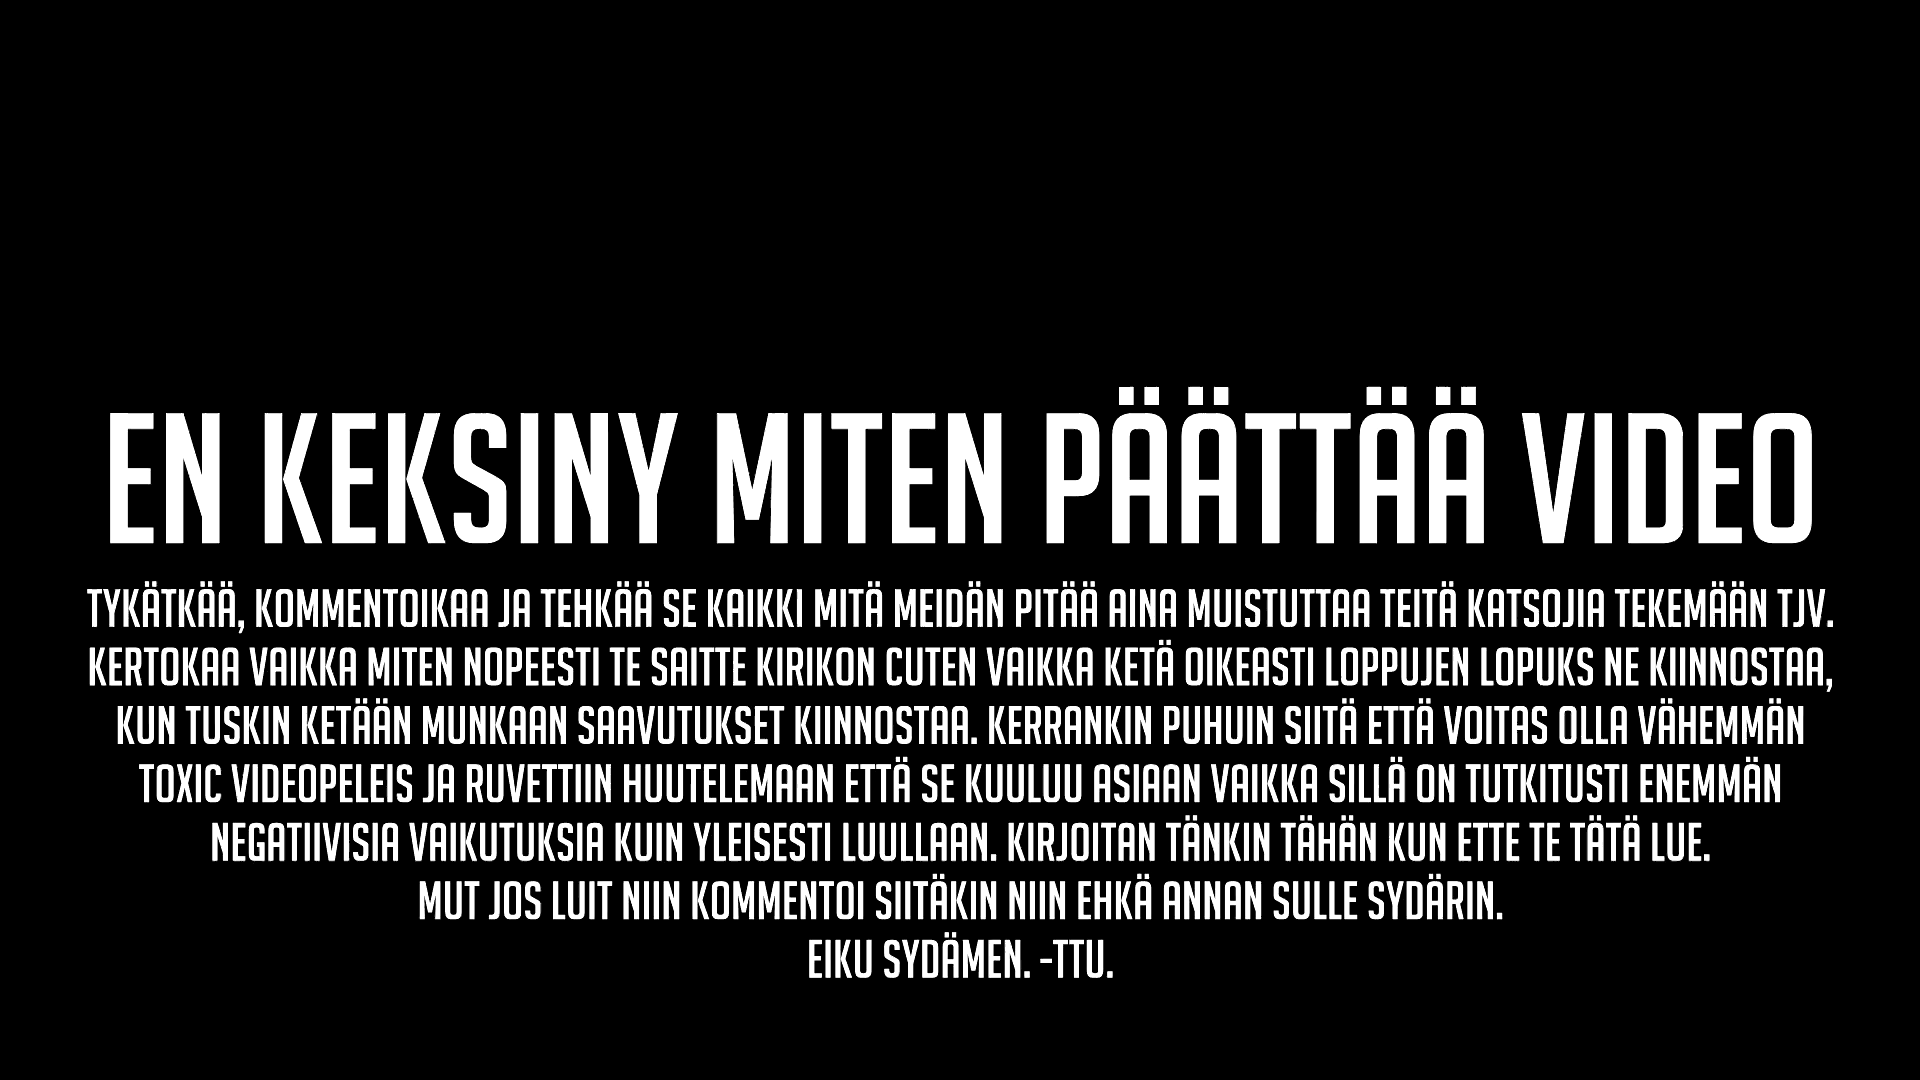 EN KEKSINY MITEN PÄÄTTÄÄ VIDEO
TYKÄTKÄÄ, KOMMENTOIKAA JA TEHKÄÄ SE KAIKKI MITÄ MEIDÄN PITÄÄ AINA MUISTUTTAA TEITÄ KATSOJIA TEKEMÄÄN TJV.
KERTOKAA VAIKKA MITEN NOPEESTI TE SAITTE KIRIKON CUTEN VAIKKA KETÄ OIKEASTI LOPPUJEN LOPUKS NE KIINNOSTAA,
KUN TUSKIN KETÄÄN MUNKAAN SAAVUTUKSET KIINNOSTAA. KERRANKIN PUHUIN SIITÄ ETTÄ VOITAS OLLA VÄHEMMÄN
TOXIC VIDEOPELEIS JA RUVETTIIN HUUTELEMAAN ETTÄ SE KUULUU ASIAAN VAIKKA SILLÄ ON TUTKITUSTI ENEMMÄN
NEGATIIVISIA VAIKUTUKSIA KUIN YLEISESTI LUULLAAN. KIRJOITAN TÄNKIN TÄHÄN KUN ETTE TE TÄTÄ LUE.
MUT JOS LUIT NIIN KOMMENTOI SIITÄKIN NIIN EHKÄ ANNAN SULLE SYDÄRIN.
EIKU SYDÄMEN. -TTU.